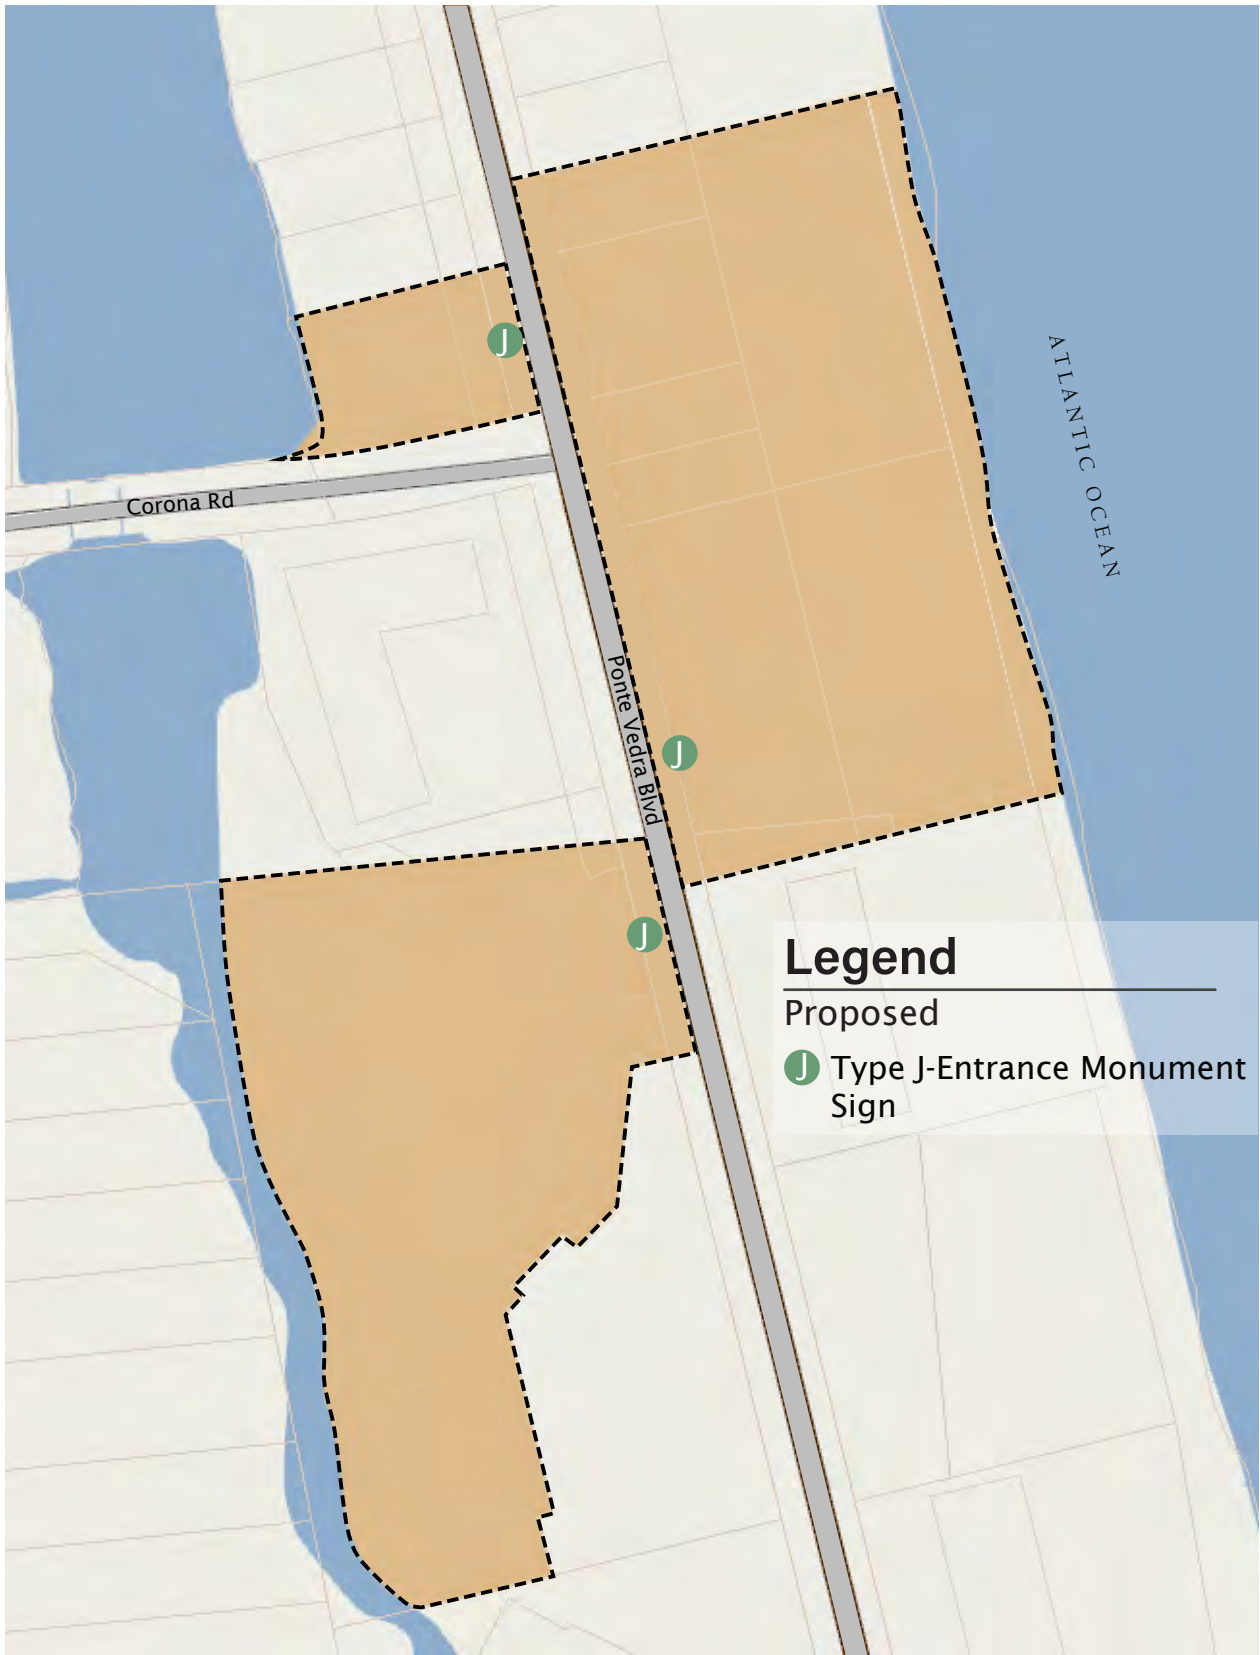 J
ATLANTIC OCEAN
Corona Rd
Ponte Vedra Blvd
J
J
Legend
Proposed
J Type J-Entrance Monument
Sign